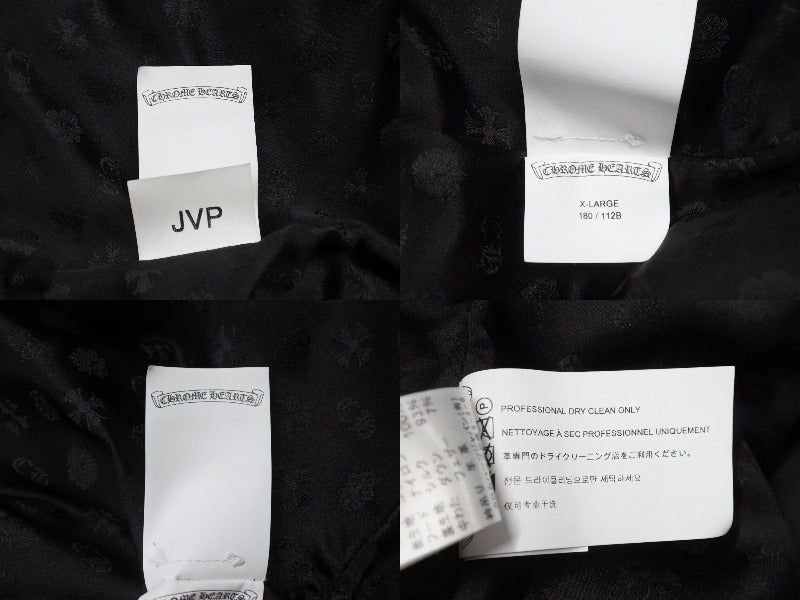 CHROME HEARTS
JVP
CHROME HEARTS
X-LARGE
180 / 112B
CHROME HEARTS
P
PROFESSIONAL DRY CLEAN ONLY
NETTOYAGE À SEC PROFESSIONNEL UNIQUEMENT
革専門のドライクリーニング店をご利用ください。
전문 드라이클리닝으로만 세탁하세요
仅可专业干洗